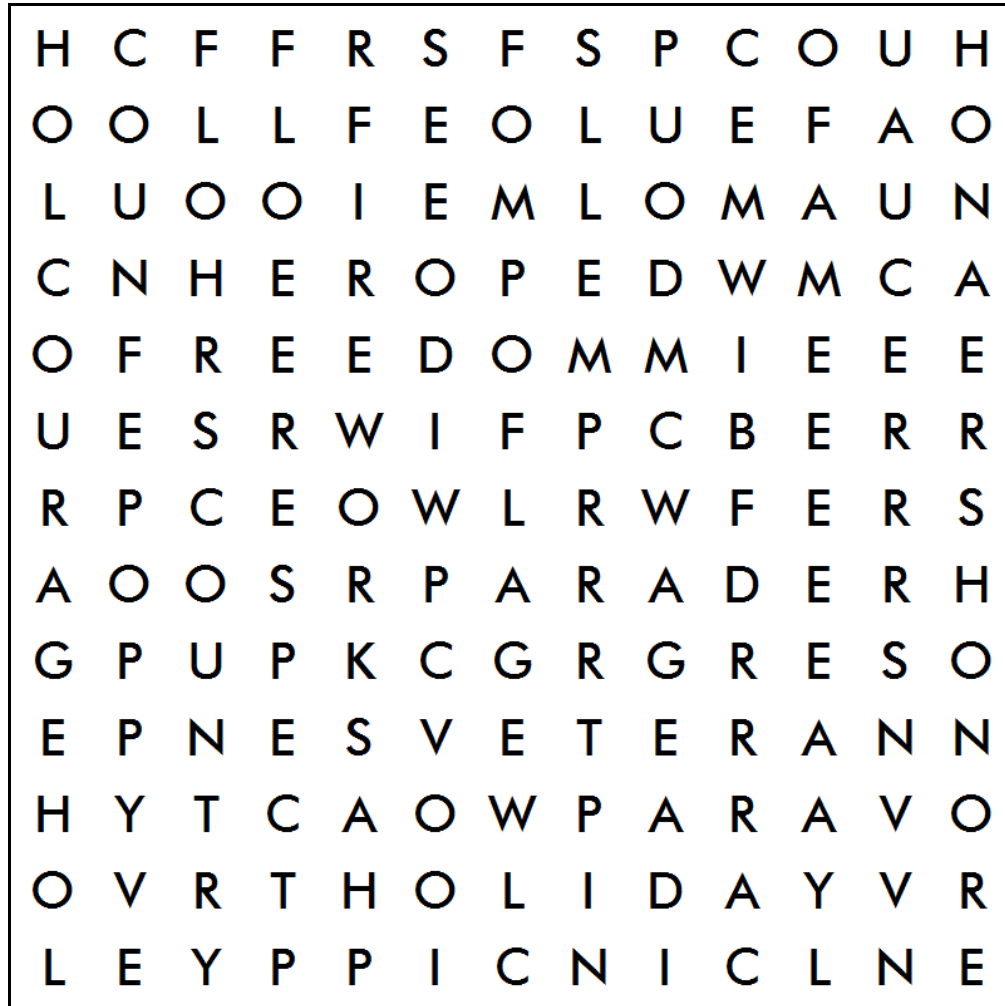 H C F F R S F S P C O U H
O O L L F E O L U E F A O
L U O O I E M L O M A U N
C N H E R O P E D W M C A
O F R E E D O M M I E E E
U E S R W I F P C B E R R
R P C E O W L R W F E R S
A O O S R P A R A D E R H
G P U P K C G R G R E S O
E P N E S V E T E R A N N
H Y T C A O W P A R A V O
O V R T H O L I D A Y V R
L E Y P P I C N I C L N E